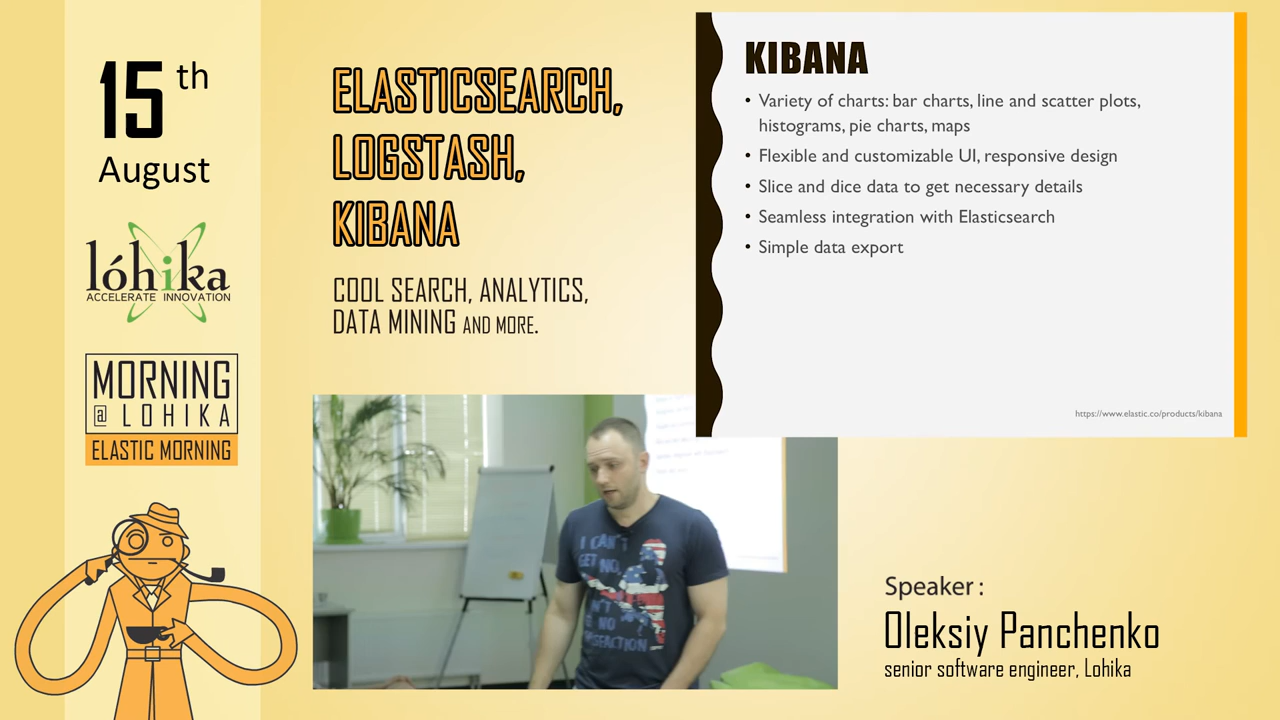 15 th
August
lóhika
ACCELERATE INNOVATION
MORNING
@ LOHIKA
ELASTIC MORNING
ELASTICSEARCH,
LOGSTASH,
KIBANA
COOL SEARCH, ANALYTICS,
DATA MINING AND MORE.
KIBANA
• Variety of charts: bar charts, line and scatter plots,
histograms, pie charts, maps
• Flexible and customizable UI, responsive design
• Slice and dice data to get necessary details
• Seamless integration with Elasticsearch
• Simple data export
https://www.elastic.co/products/kibana
I CAN'T
GET NO
Speaker :
Oleksiy Panchenko
senior software engineer, Lohika